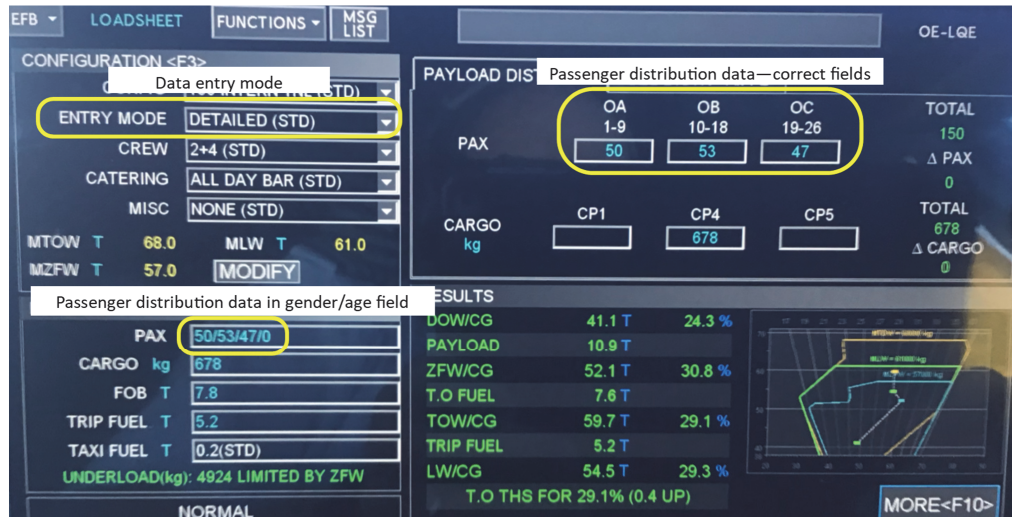 EFB LOADSHEET FUNCTIONS MSG LIST OE-LQE
CONFIGURATION <F3>
Data entry mode
ENTRY MODE DETAILED (STD)
CREW 2+4 (STD)
CATERING ALL DAY BAR (STD)
MISC NONE (STD)
MTOW T 68.0 MLW T 61.0
MZFW T 57.0 MODIFY
Passenger distribution data in gender/age field
PAX 50/53/47/0
CARGO kg 678
FOB T 7.8
TRIP FUEL T 5.2
TAXI FUEL T 0.2(STD)
UNDERLOAD(kg): 4924 LIMITED BY ZFW
NORMAL
PAYLOAD
Passenger distribution data—correct fields
OA OB OC TOTAL
1-9 10-18 19-26 150
PAX 50 53 47 Δ PAX
0
CP1 CP4 CP5 TOTAL
CARGO 678
kg 678 Δ CARGO
0
RESULTS
DOW/CG 41.1 T 24.3 %
PAYLOAD 10.9 T
ZFW/CG 52.1 T 30.8 %
T.O FUEL 7.6 T
TOW/CG 59.7 T 29.1 %
TRIP FUEL 5.2 T
LW/CG 54.5 T 29.3 %
T.O THS FOR 29.1% (0.4 UP)
MORE<F10>